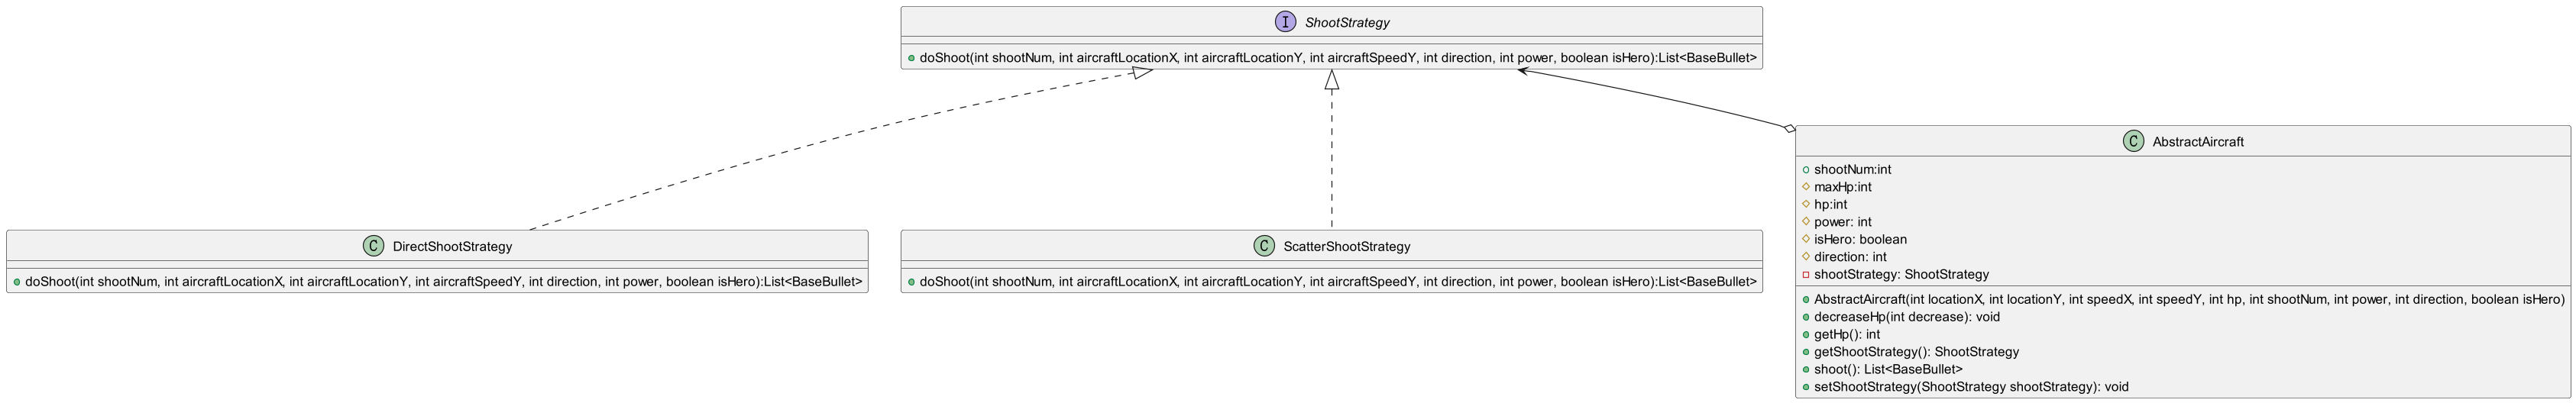 I ShootStrategy
doShoot(int shootNum, int aircraftLocationX, int aircraftLocationY, int aircraftSpeedY, int direction, int power, boolean isHero):List<BaseBullet>
C DirectShootStrategy
doShoot(int shootNum, int aircraftLocationX, int aircraftLocationY, int aircraftSpeedY, int direction, int power, boolean isHero):List<BaseBullet>
C ScatterShootStrategy
doShoot(int shootNum, int aircraftLocationX, int aircraftLocationY, int aircraftSpeedY, int direction, int power, boolean isHero):List<BaseBullet>
C AbstractAircraft
shootNum:int
maxHp:int
hp:int
power: int
isHero: boolean
direction: int
shootStrategy: ShootStrategy
AbstractAircraft(int locationX, int locationY, int speedX, int speedY, int hp, int shootNum, int power, int direction, boolean isHero)
decreaseHp(int decrease): void
getHp(): int
getShootStrategy(): ShootStrategy
shoot(): List<BaseBullet>
setShootStrategy(ShootStrategy shootStrategy): void